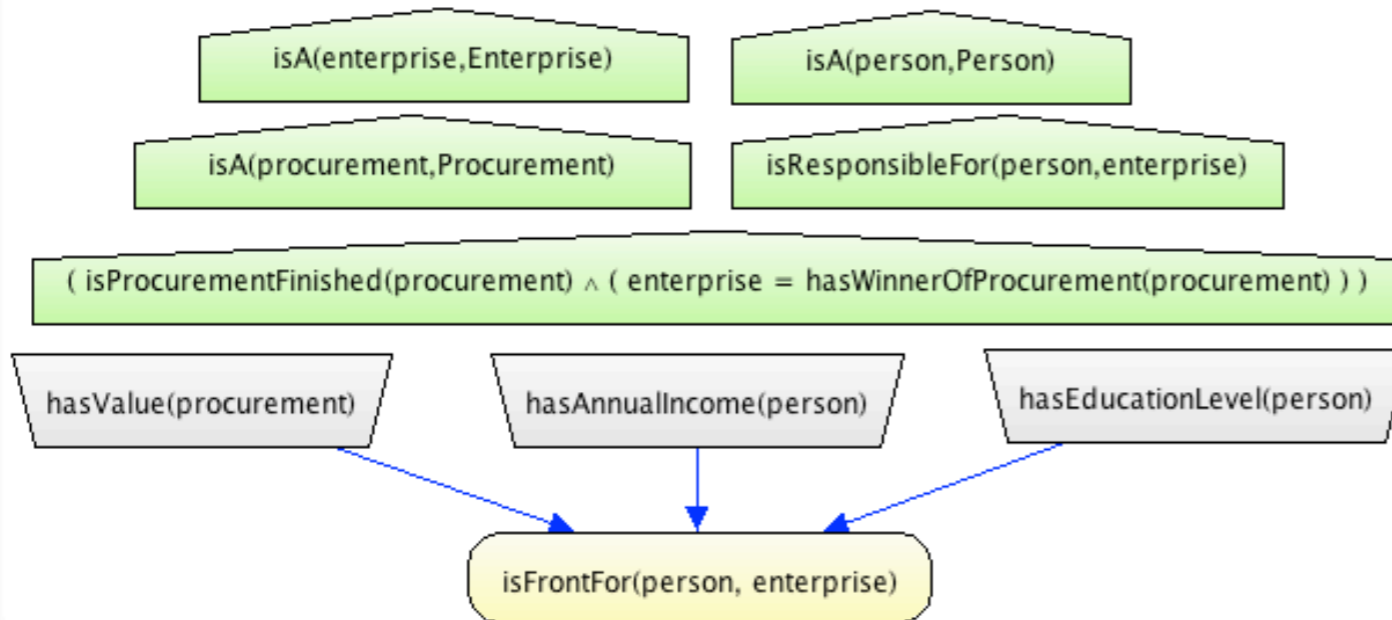 isA(enterprise,Enterprise)
isA(person,Person)
isA(procurement,Procurement)
isResponsibleFor(person,enterprise)
( isProcurementFinished(procurement) ∧ ( enterprise = hasWinnerOfProcurement(procurement) ) )
hasValue(procurement)
hasAnnualIncome(person)
hasEducationLevel(person)
isFrontFor(person, enterprise)